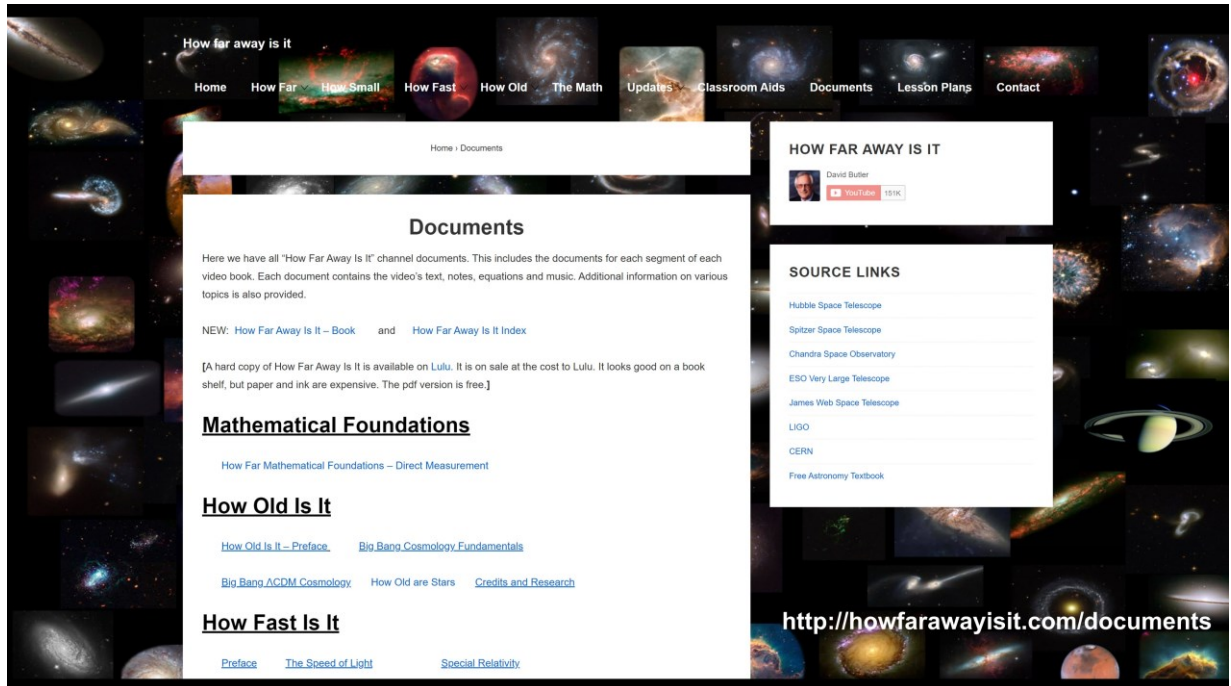 How far away is it
Home How Far How Small How Fast How Old The Math Updates Classroom Aids Documents Lesson Plans Contact
Home › Documents
Documents
Here we have all “How Far Away Is It” channel documents. This includes the documents for each segment of each
video book. Each document contains the video’s text, notes, equations and music. Additional information on various
topics is also provided.
NEW: How Far Away Is It – Book and How Far Away Is It Index
[A hard copy of How Far Away Is It is available on Lulu. It is on sale at the cost to Lulu. It looks good on a book
shelf, but paper and ink are expensive. The pdf version is free.]
Mathematical Foundations
How Far Mathematical Foundations – Direct Measurement
How Old Is It
How Old Is It – Preface Big Bang Cosmology Fundamentals
Big Bang ΛCDM Cosmology How Old are Stars Credits and Research
How Fast Is It
Preface The Speed of Light Special Relativity
HOW FAR AWAY IS IT
David Butler
YouTube 151K
SOURCE LINKS
Hubble Space Telescope
Spitzer Space Telescope
Chandra Space Observatory
ESO Very Large Telescope
James Web Space Telescope
LIGO
CERN
Free Astronomy Textbook
http://howfarawayisit.com/documents